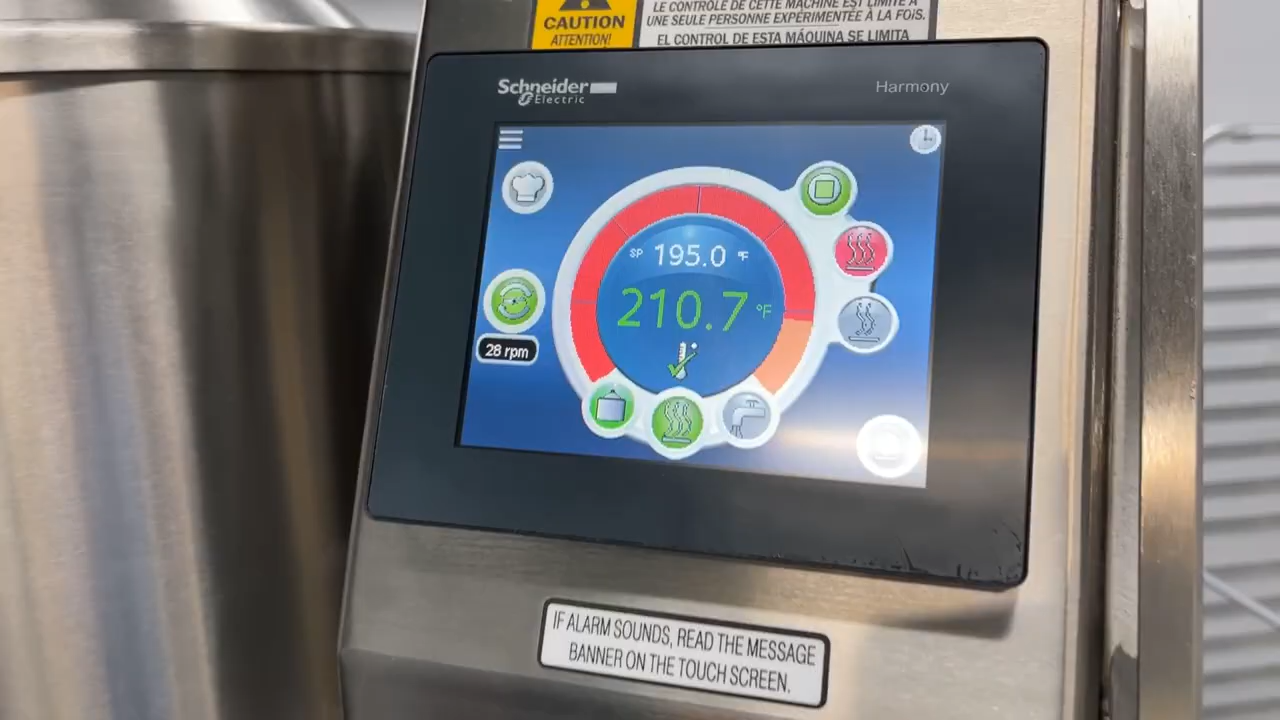 CAUTION
ATTENTION!
LE CONTRÔLE DE CETTE MACHINE EST LIMITÉ À
UNE SEULE PERSONNE EXPÉRIMENTÉE À LA FOIS.
EL CONTROL DE ESTA MÁQUINA SE LIMITA
Schneider
Electric
Harmony
SP 195.0 °F
210.7 °F
28 rpm
IF ALARM SOUNDS, READ THE MESSAGE
BANNER ON THE TOUCH SCREEN.